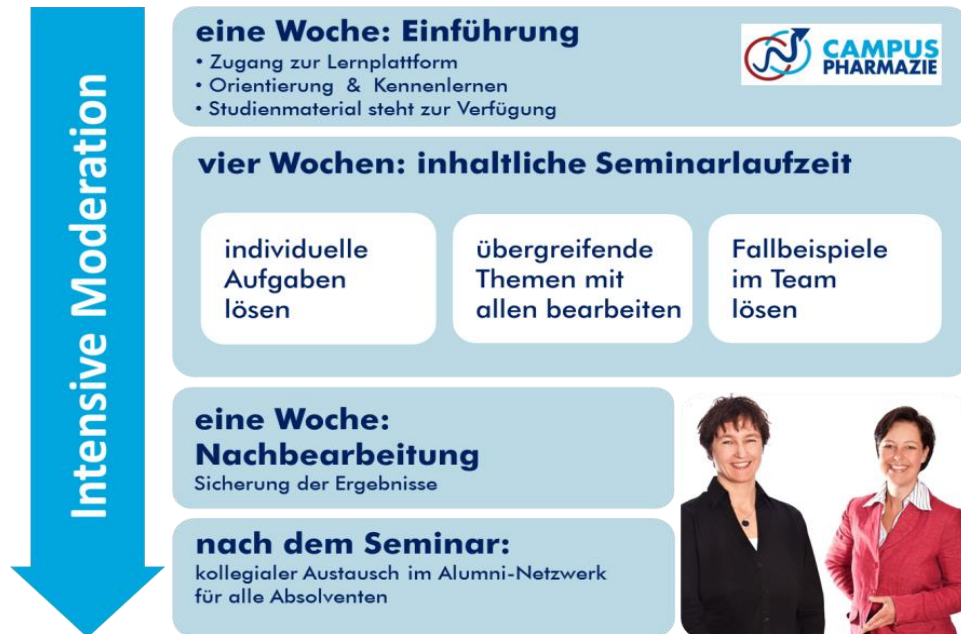 Intensive Moderation
eine Woche: Einführung
• Zugang zur Lernplattform
• Orientierung & Kennenlernen
• Studienmaterial steht zur Verfügung
CAMPUS
PHARMAZIE
vier Wochen: inhaltliche Seminarlaufzeit
individuelle
Aufgaben
lösen
übergreifende
Themen mit
allen bearbeiten
Fallbeispiele
im Team
lösen
eine Woche:
Nachbearbeitung
Sicherung der Ergebnisse
nach dem Seminar:
kollegialer Austausch im Alumni-Netzwerk
für alle Absolventen